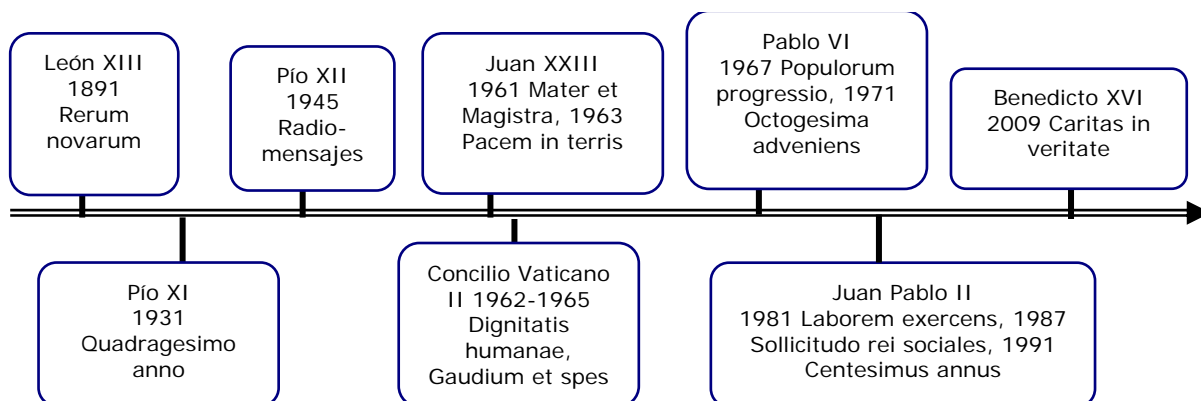 León XIII
1891
Rerum
novarum
Pío XII
1945
Radio-
mensajes
Juan XXIII
1961 Mater et
Magistra, 1963
Pacem in terris
Pablo VI
1967 Populorum
progressio, 1971
Octogesima
adveniens
Benedicto XVI
2009 Caritas in
veritate
Pío XI
1931
Quadragesimo
anno
Concilio Vaticano
II 1962-1965
Dignitatis
humanae,
Gaudium et spes
Juan Pablo II
1981 Laborem exercens, 1987
Sollicitudo rei sociales, 1991
Centesimus annus